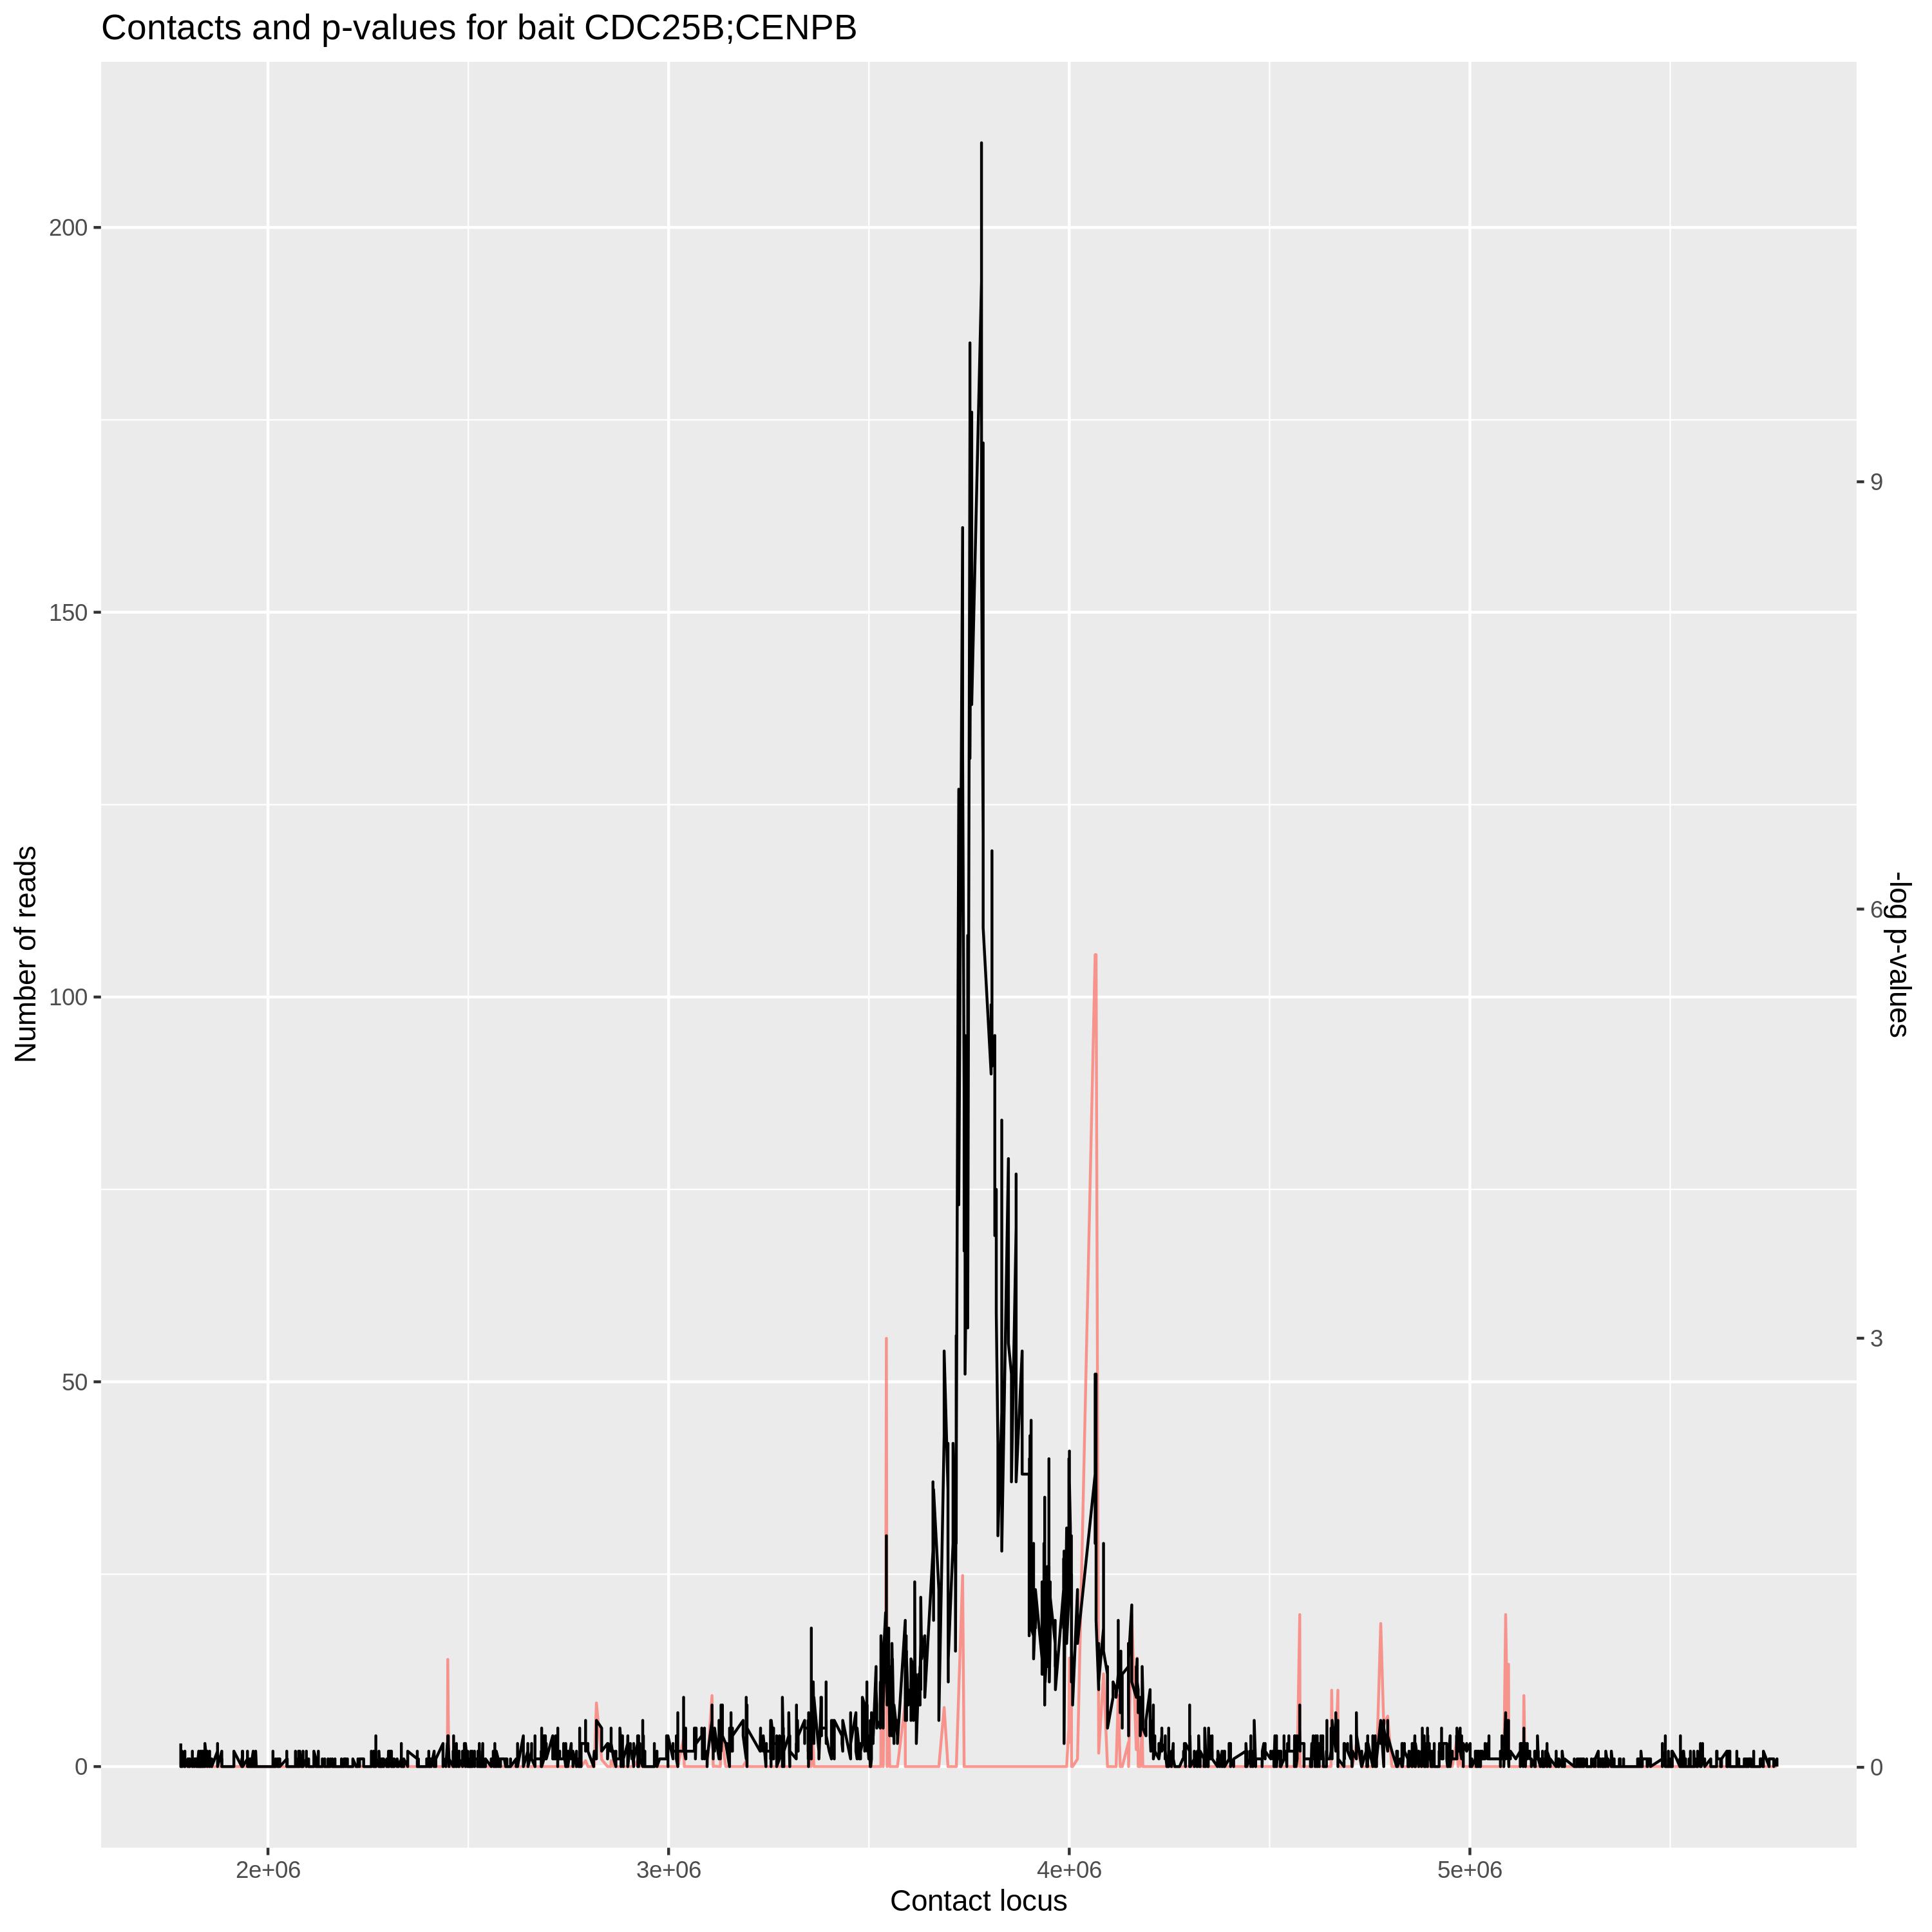 Contacts and p-values for bait CDC25B;CENPB
Number of reads
200
150
100
50
0
9
6
3
0
-log p-values
2e+06
3e+06
4e+06
5e+06
Contact locus